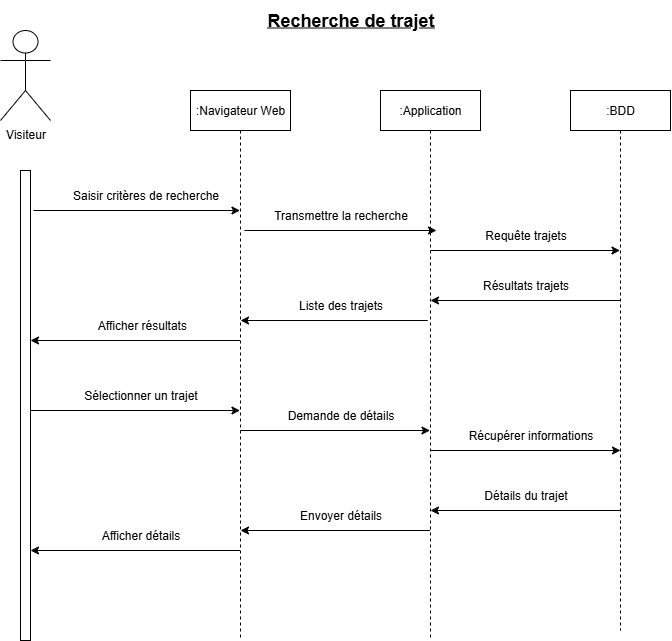 Recherche de trajet
Visiteur
:Navigateur Web
:Application
:BDD
Saisir critères de recherche
Transmettre la recherche
Requête trajets
Résultats trajets
Liste des trajets
Afficher résultats
Sélectionner un trajet
Demande de détails
Récupérer informations
Détails du trajet
Envoyer détails
Afficher détails